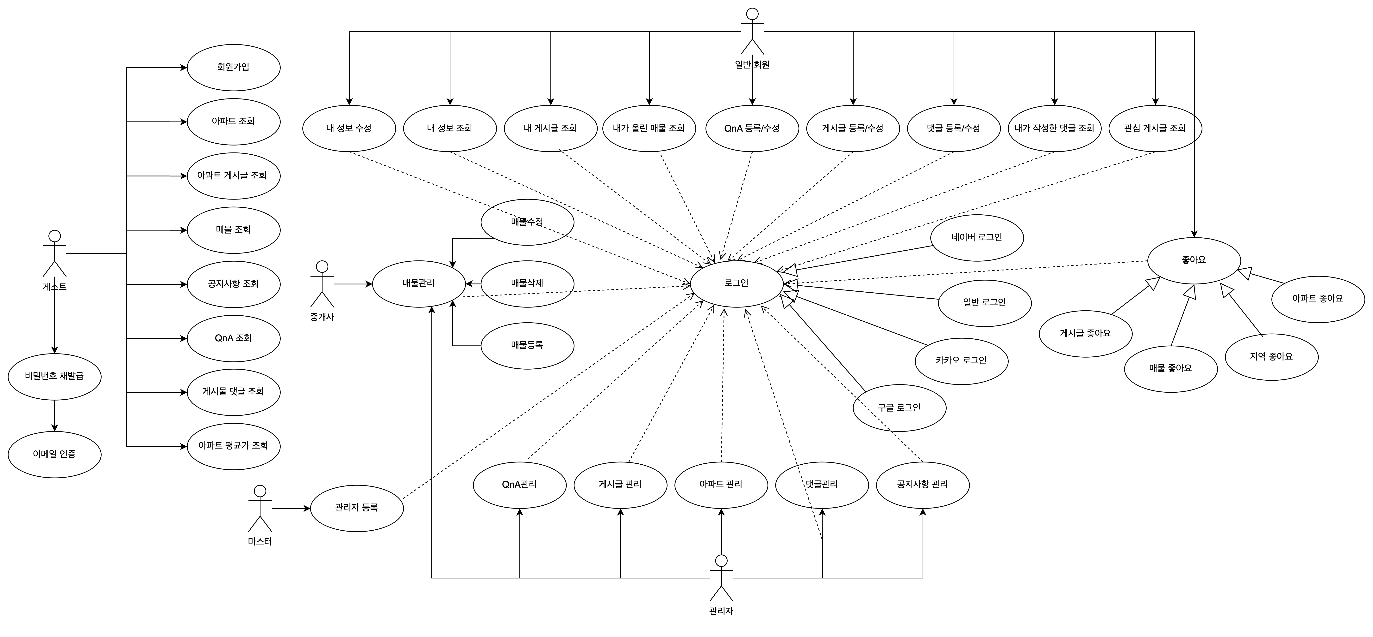 일반 회원
회원가입
아파트 조회
아파트 게시글 조회
매물 조회
공지사항 조회
QnA 조회
게시물 댓글 조회
아파트 평균가 조회
게스트
비밀번호 재발급
이메일 인증
내 정보 수정
내 정보 조회
내 게시글 조회
내가 올린 매물 조회
QnA 등록/수정
게시글 등록/수정
댓글 등록/수정
내가 작성한 댓글 조회
관심 게시글 조회
매물수정
매물관리
매물삭제
매물등록
중개사
로그인
네이버 로그인
일반 로그인
카카오 로그인
구글 로그인
좋아요
아파트 좋아요
게시글 좋아요
매물 좋아요
지역 좋아요
QnA관리
게시글 관리
아파트 관리
댓글관리
공지사항 관리
관리자 등록
마스터
관리자